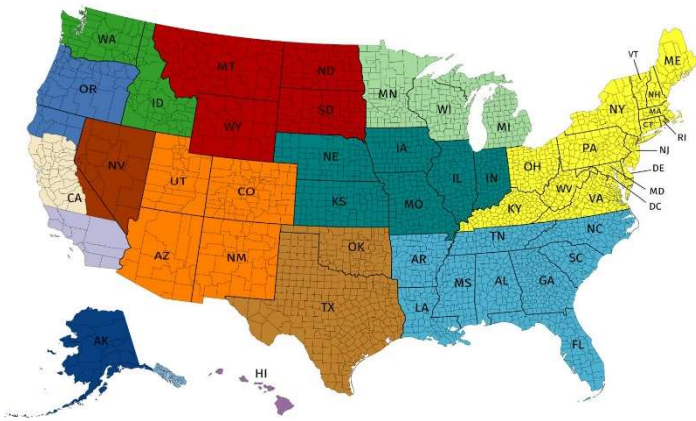 WA
MT
ND
OR
ID
SD
WY
MN
WI
MI
VT
ME
NH
NY
MA
CT
RI
NJ
PA
DE
MD
DC
OH
WV
VA
KY
NE
IA
IL
IN
NV
UT
CO
KS
MO
CA
AZ
NM
OK
TX
AR
LA
TN
NC
SC
MS
AL
GA
FL
AK
HI